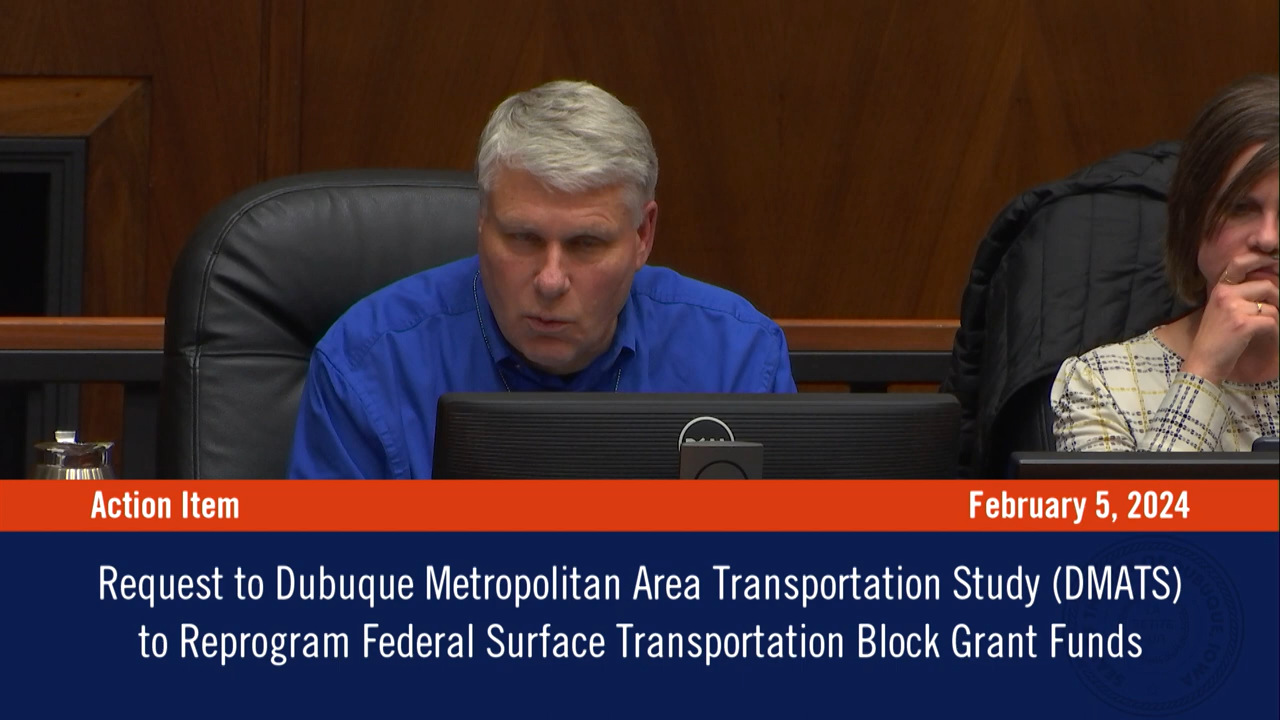 Action Item
February 5, 2024
Request to Dubuque Metropolitan Area Transportation Study (DMATS)
to Reprogram Federal Surface Transportation Block Grant Funds